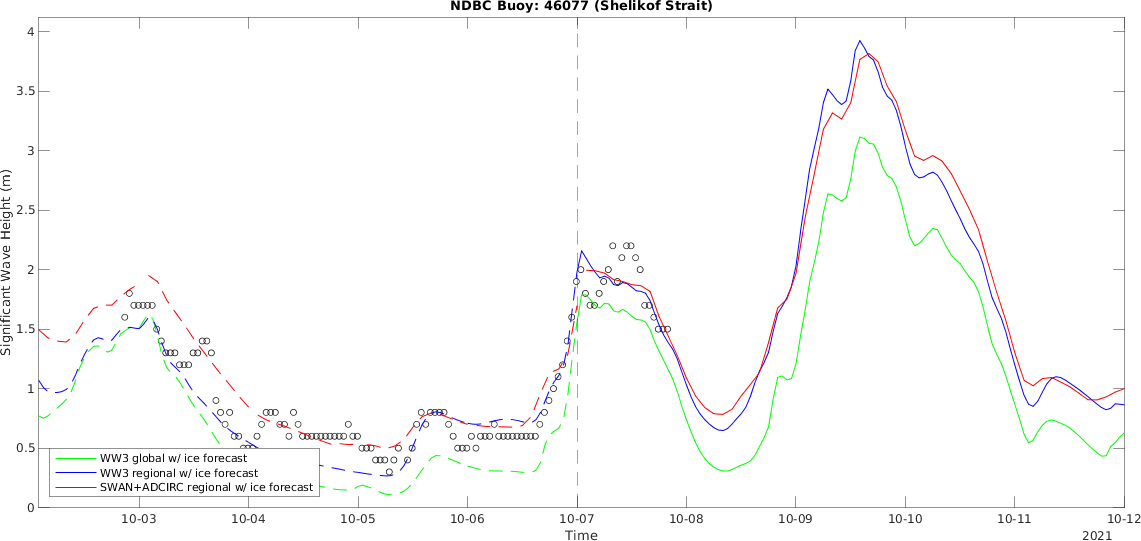 NDBC Buoy: 46077 (Shelikof Strait)
Significant Wave Height (m)
4
3.5
3
2.5
2
1.5
1
0.5
0
WW3 global w/ ice forecast
WW3 regional w/ ice forecast
SWAN+ADCIRC regional w/ ice forecast
10-03 10-04 10-05 10-06 10-07 10-08 10-09 10-10 10-11 10-12
Time
2021